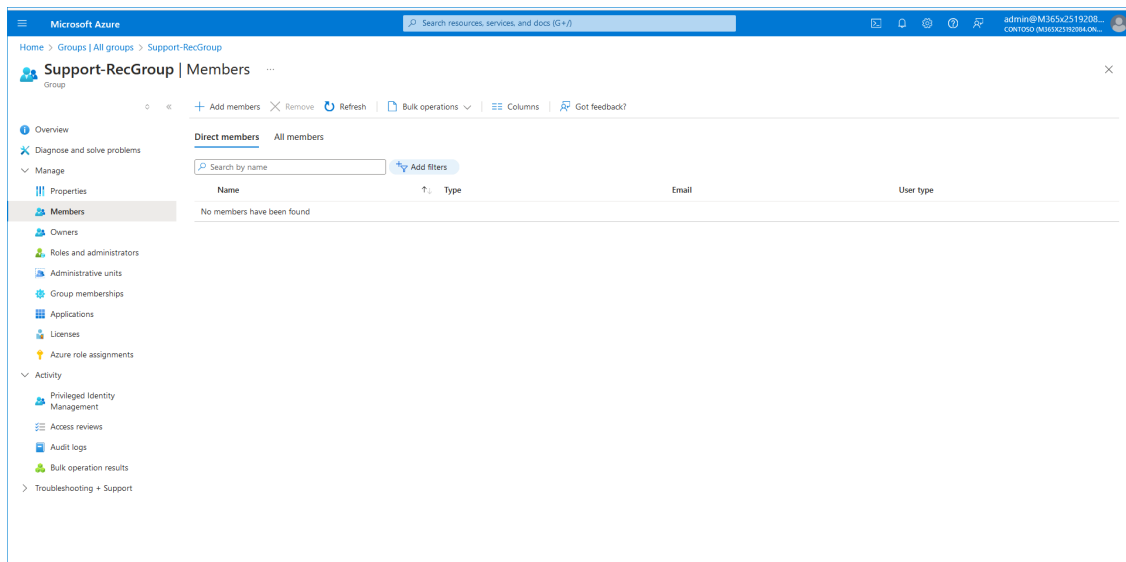 Microsoft Azure
Search resources, services, and docs (G+/)
admin@M365x2519208...
CONTOSO (M365X25192084.ON...
Home > Groups | All groups > Support-RecGroup
Support-RecGroup | Members ...
Group
Add members Remove Refresh Bulk operations Columns Got feedback?
Overview
Diagnose and solve problems
Manage
Properties
Members
Owners
Roles and administrators
Administrative units
Group memberships
Applications
Licenses
Azure role assignments
Activity
Privileged Identity
Management
Access reviews
Audit logs
Bulk operation results
Troubleshooting + Support
Direct members All members
Search by name Add filters
Name Type Email User type
No members have been found